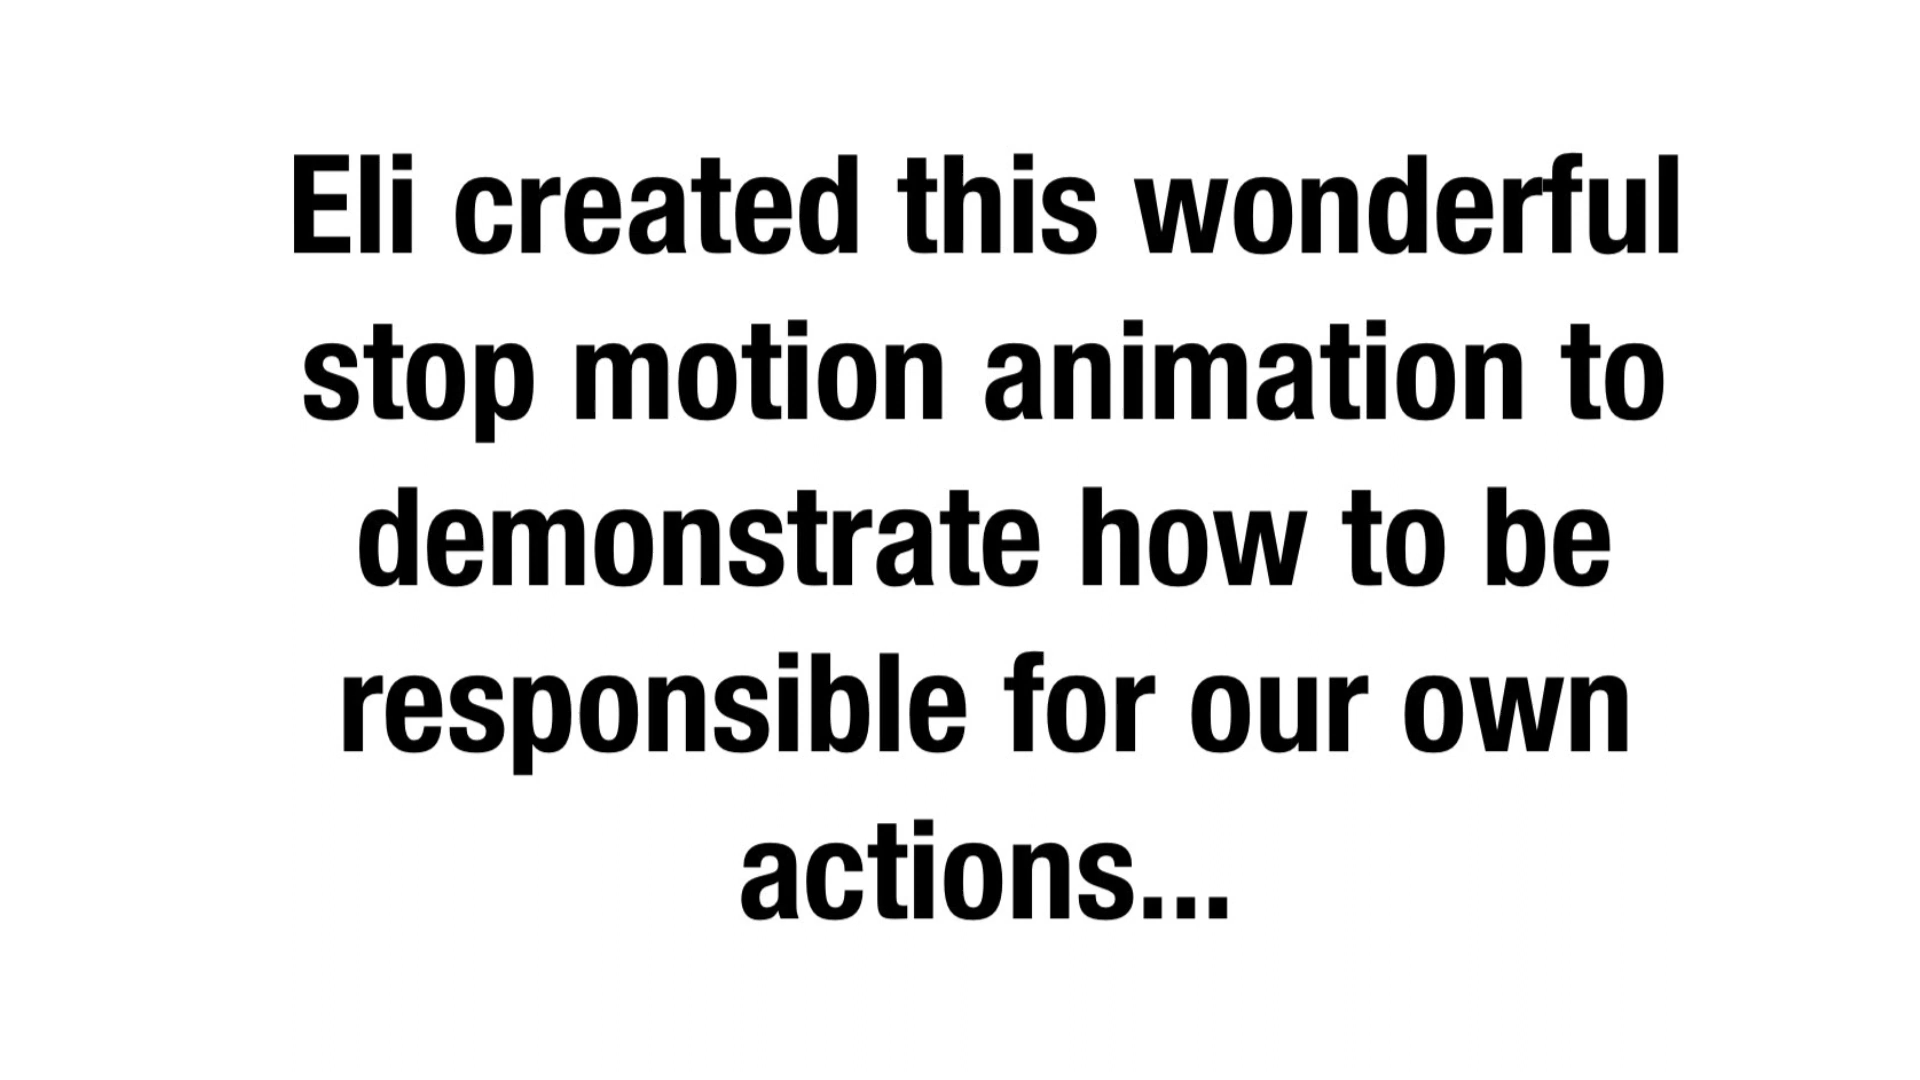 Eli created this wonderful
stop motion animation to
demonstrate how to be
responsible for our own
actions...